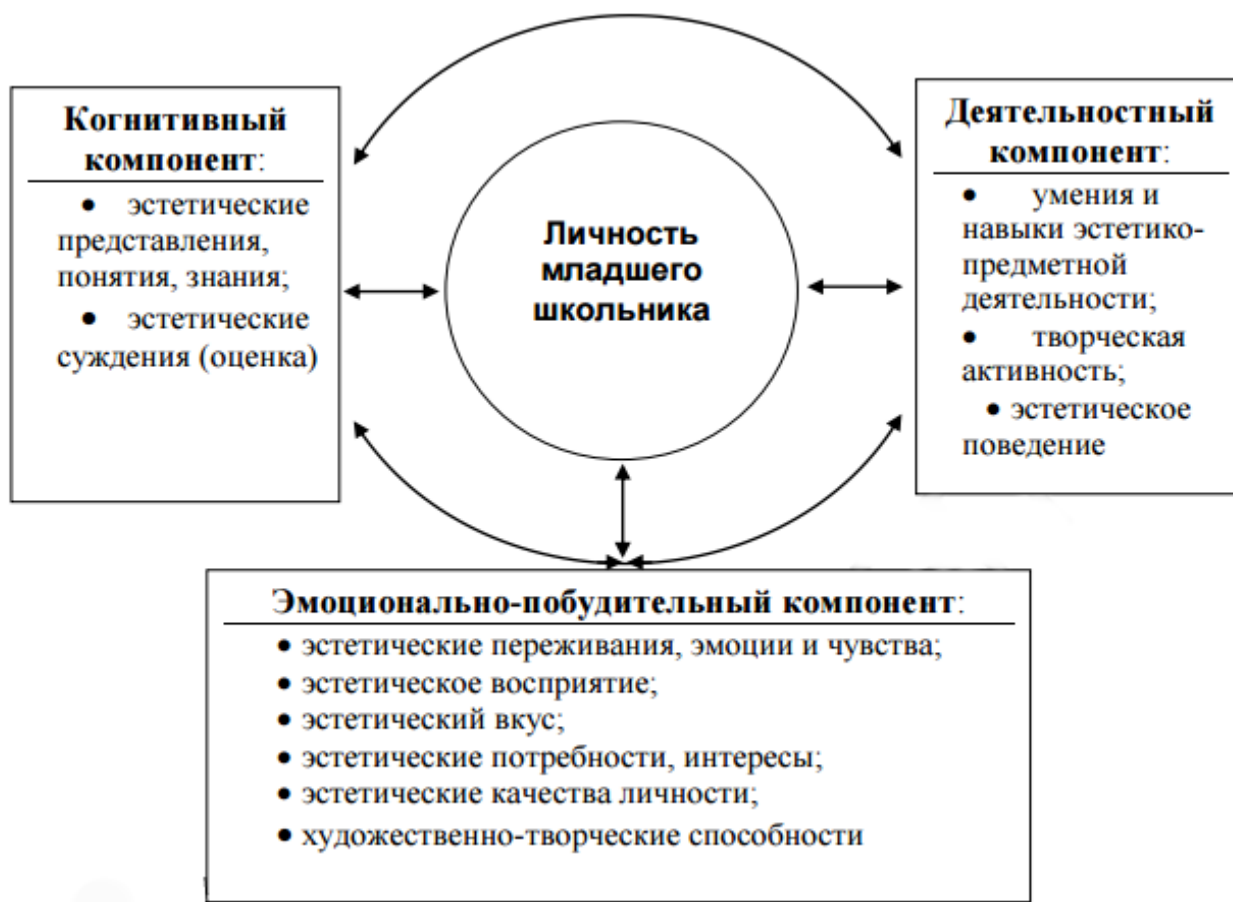 Когнитивный
компонент:
• эстетические
представления,
понятия, знания;
• эстетические
суждения (оценка)
Личность
младшего
школьника
Деятельностный
компонент:
• умения и
навыки эстетико-
предметной
деятельности;
• творческая
активность;
• эстетическое
поведение
Эмоционально-побудительный компонент:
• эстетические переживания, эмоции и чувства;
• эстетическое восприятие;
• эстетический вкус;
• эстетические потребности, интересы;
• эстетические качества личности;
• художественно-творческие способности